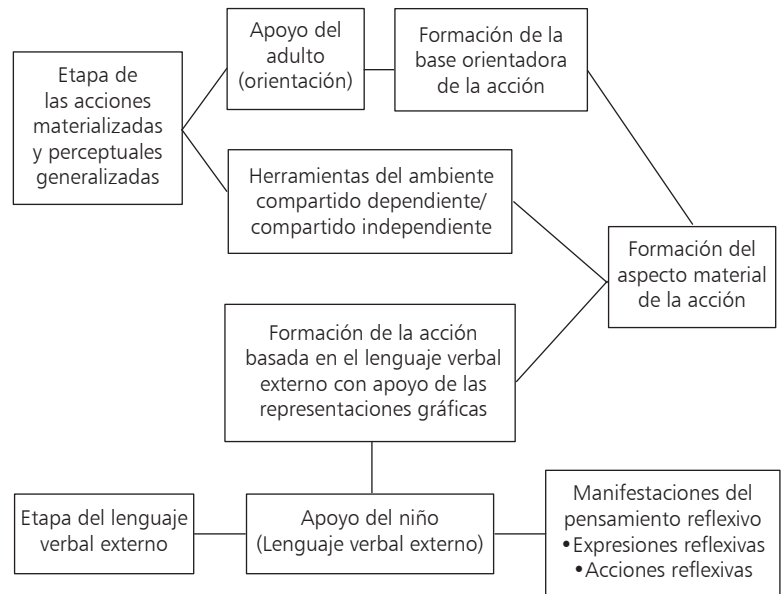 Etapa de
las acciones
materializadas
y perceptuales
generalizadas
Apoyo del
adulto
(orientación)
Formación de la
base orientadora
de la acción
Herramientas del ambiente
compartido dependiente/
compartido independiente
Formación del
aspecto material
de la acción
Formación de la acción
basada en el lenguaje verbal
externo con apoyo de las
representaciones gráficas
Etapa del lenguaje
verbal externo
Apoyo del niño
(Lenguaje verbal externo)
Manifestaciones del
pensamiento reflexivo
•Expresiones reflexivas
•Acciones reflexivas